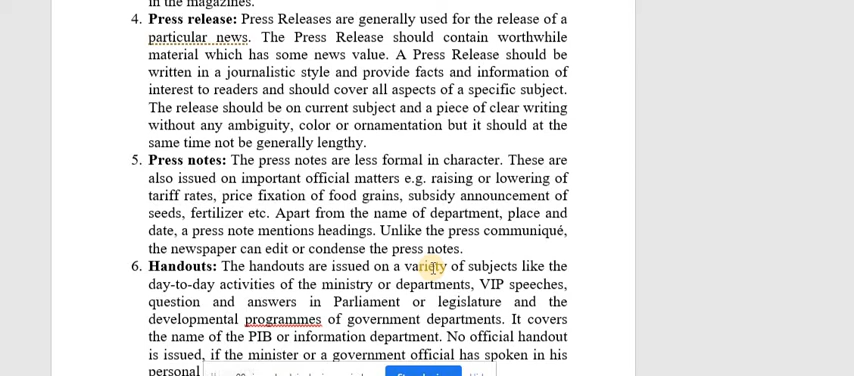 in the magazines.
4. Press release: Press Releases are generally used for the release of a
particular news. The Press Release should contain worthwhile
material which has some news value. A Press Release should be
written in a journalistic style and provide facts and information of
interest to readers and should cover all aspects of a specific subject.
The release should be on current subject and a piece of clear writing
without any ambiguity, color or ornamentation but it should at the
same time not be generally lengthy.
5. Press notes: The press notes are less formal in character. These are
also issued on important official matters e.g. raising or lowering of
tariff rates, price fixation of food grains, subsidy announcement of
seeds, fertilizer etc. Apart from the name of department, place and
date, a press note mentions headings. Unlike the press communiqué,
the newspaper can edit or condense the press notes.
6. Handouts: The handouts are issued on a variety of subjects like the
day-to-day activities of the ministry or departments, VIP speeches,
question and answers in Parliament or legislature and the
developmental programmes of government departments. It covers
the name of the PIB or information department. No official handout
is issued, if the minister or a government official has spoken in his
personal